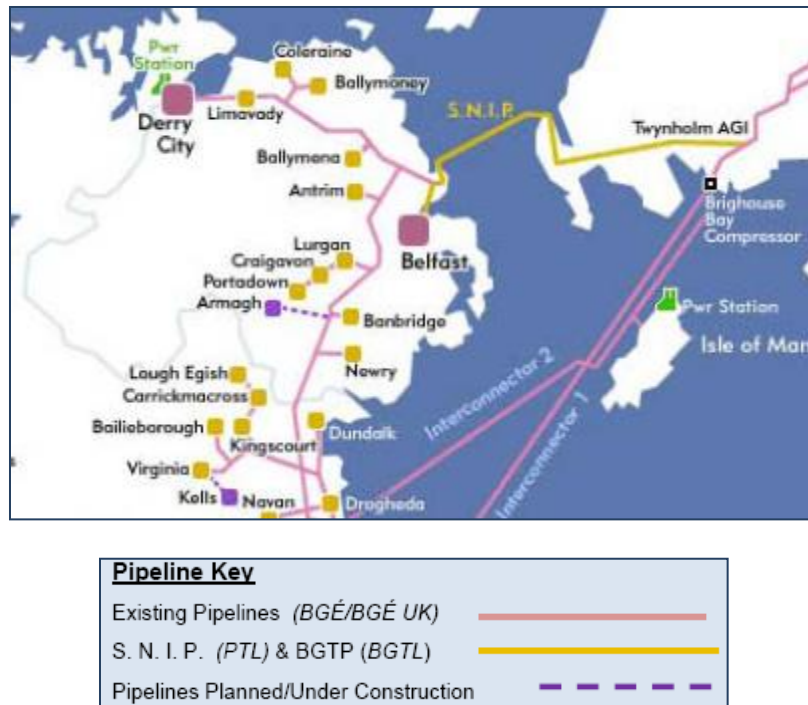 Pwr
Station
Coleraine
Ballymoney
Limavady
Derry
City
S.N.I.P.
Twynholm AGI
Ballymena
Antrim
Brighouse
Bay
Compressor
Lurgan
Belfast
Craigavon
Portadown
Armagh
Banbridge
Pwr Station
Isle of Man
Newry
Interconnector 2
Lough Egish
Carrickmacross
Bailieborough
Dundalk
Kingscourt
Interconnector 1
Virginia
Kells
Navan
Drogheda
Pipeline Key
Existing Pipelines (BGÉ/BGÉ UK)
S. N. I. P. (PTL) & BGTP (BGTL)
Pipelines Planned/Under Construction